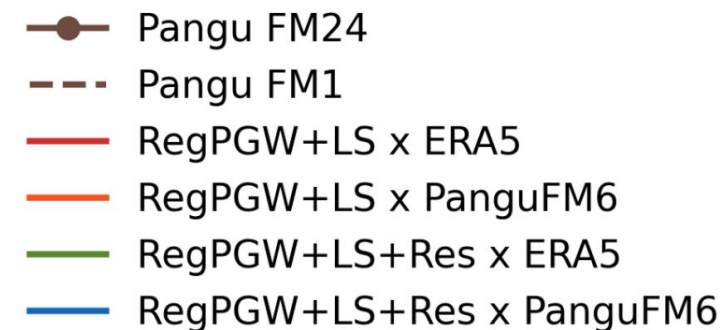 Pangu FM24
Pangu FM1
RegPGW+LS x ERA5
RegPGW+LS x PanguFM6
RegPGW+LS+Res x ERA5
RegPGW+LS+Res x PanguFM6